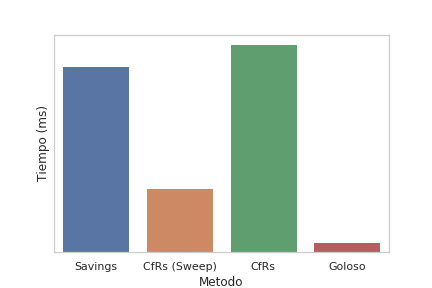 Tiempo (ms)
Savings
CfRs (Sweep)
CfRs
Goloso
Metodo